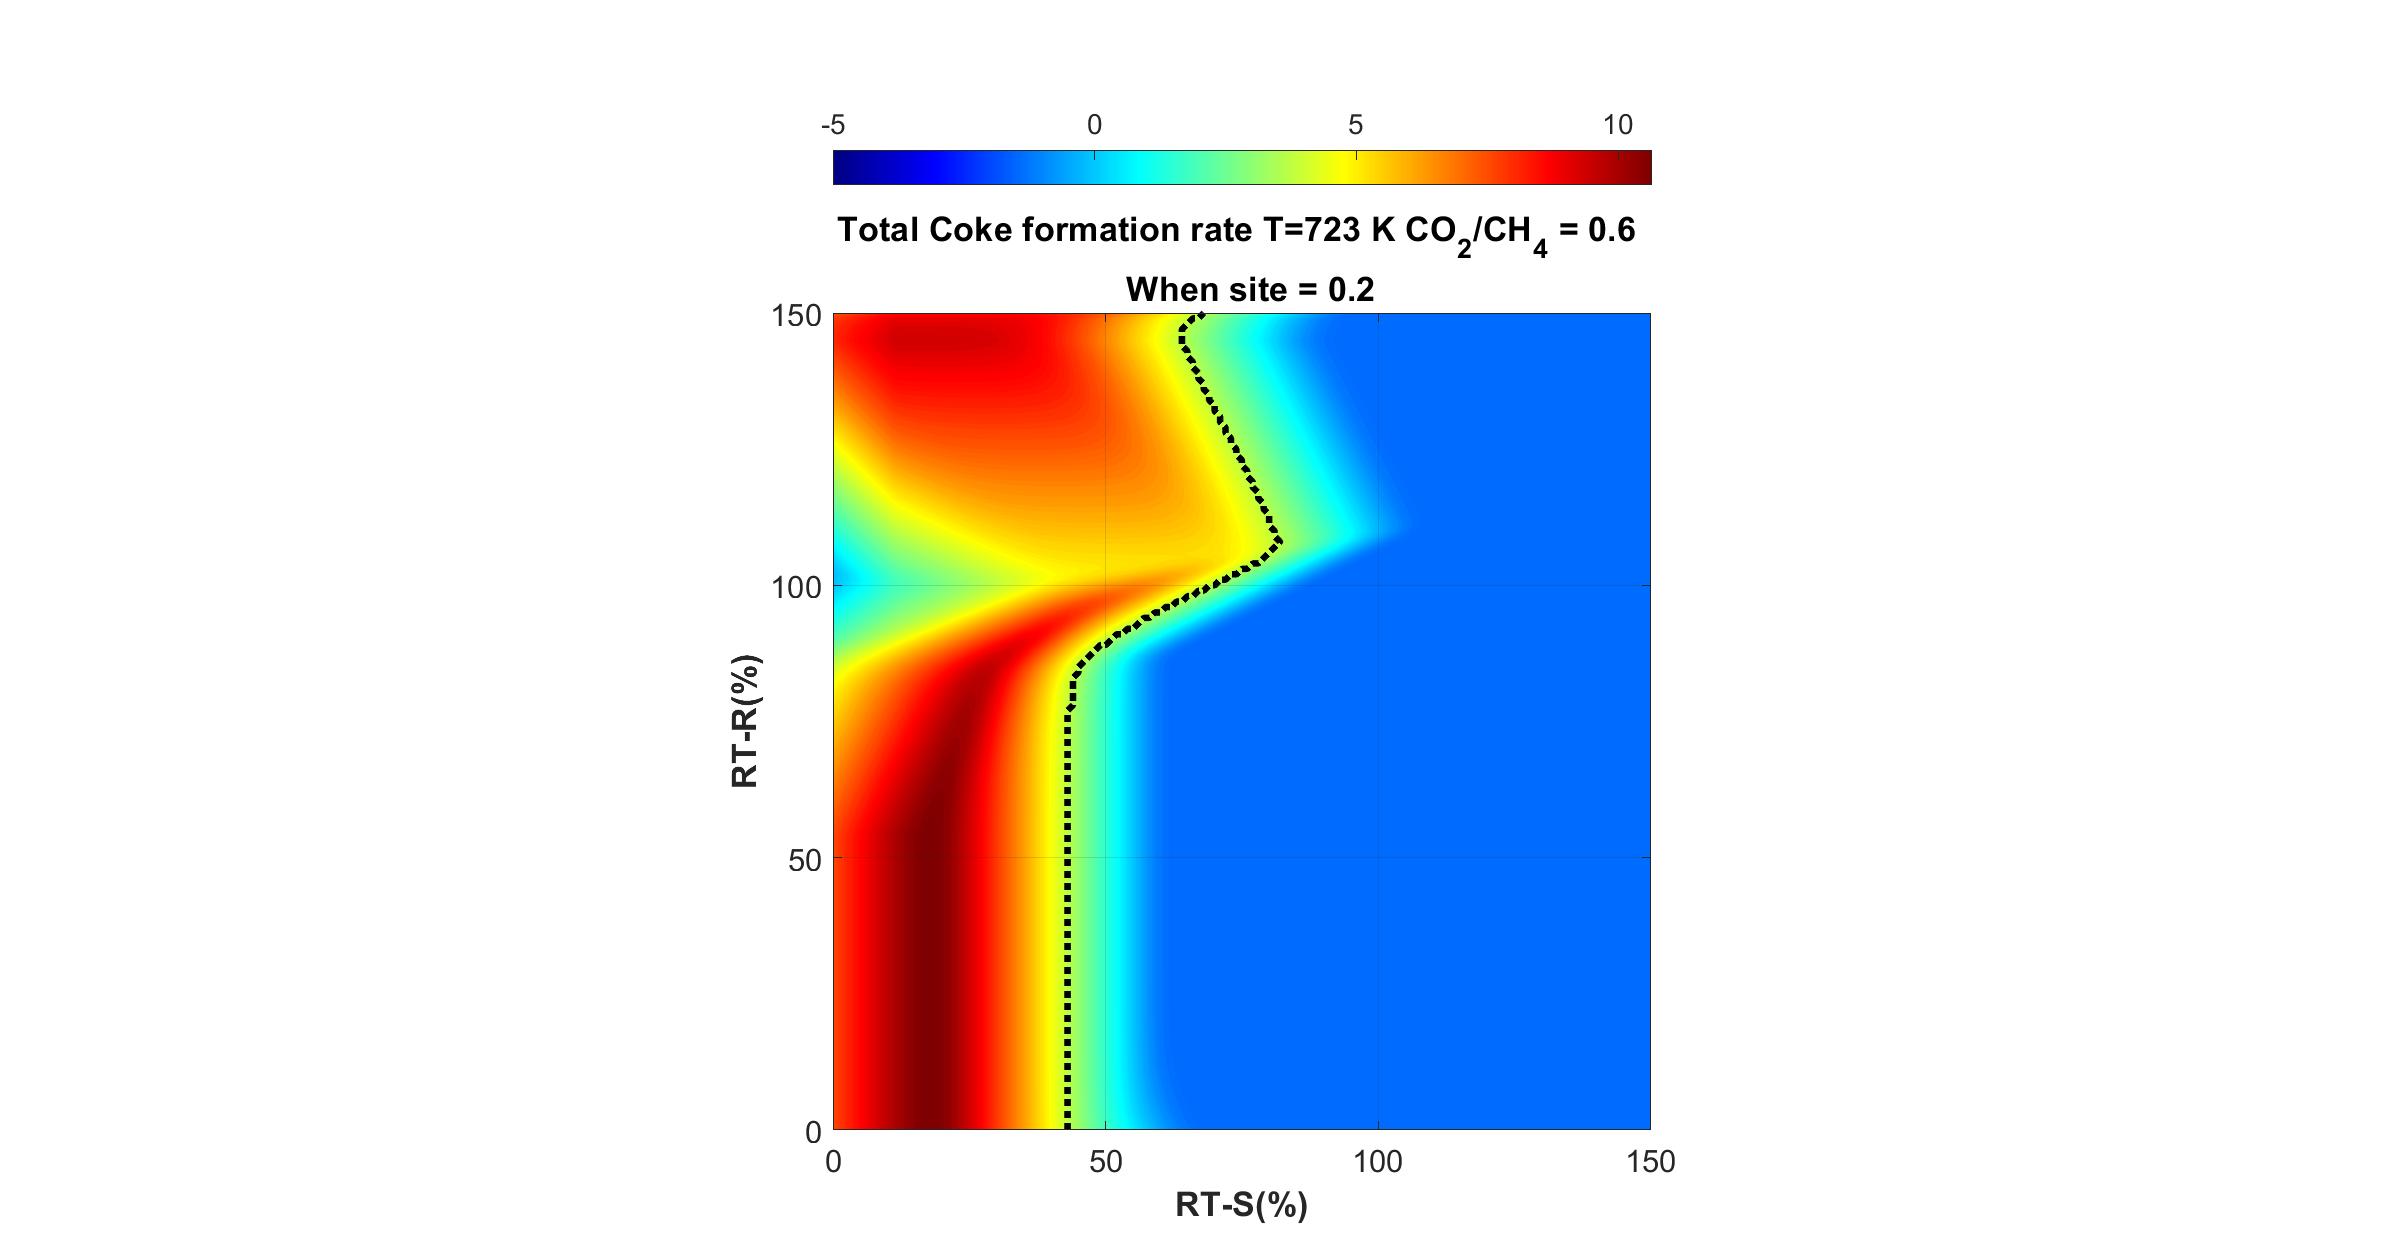 -5 0 5 10
Total Coke formation rate T=723 K CO2/CH4 = 0.6
When site = 0.2
150
100
50
0
RT-R(%)
0 50 100 150
RT-S(%)